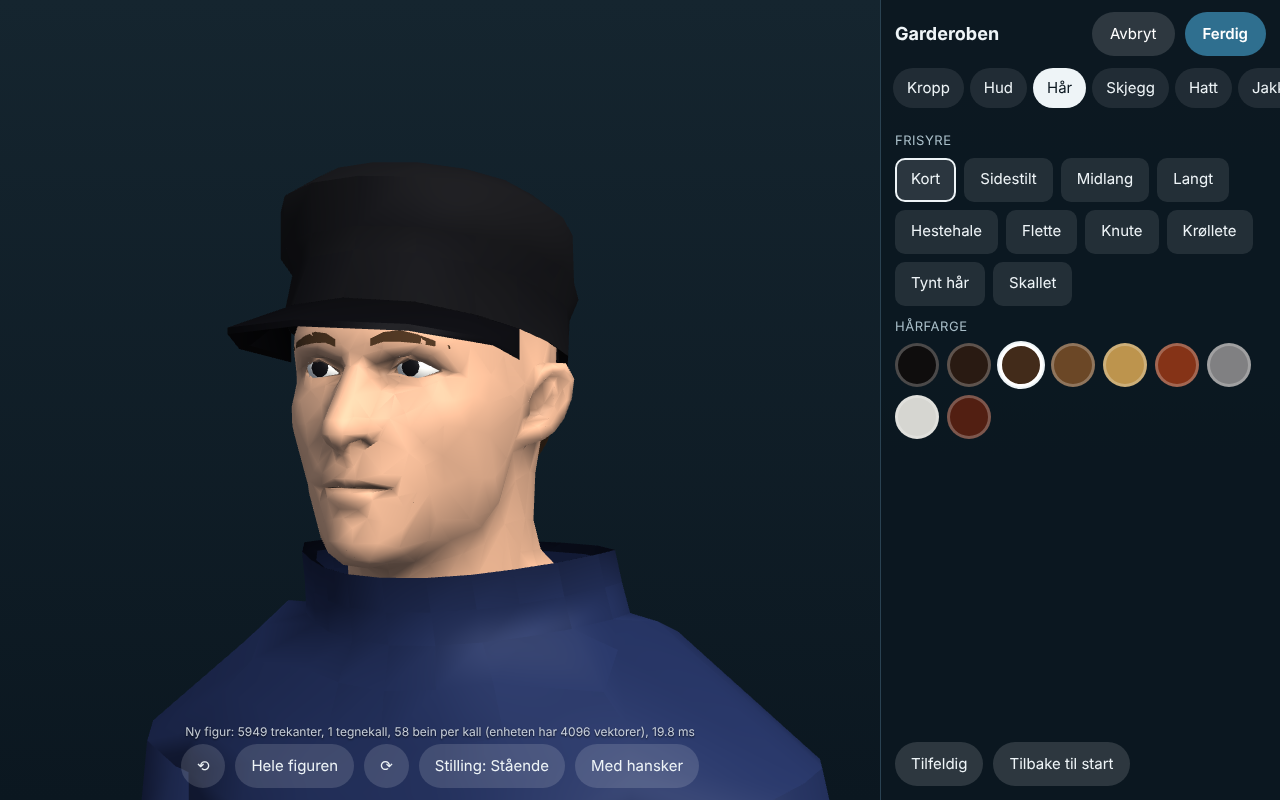 Garderoben
Avbryt
Ferdig
Kropp
Hud
Hår
Skjegg
Hatt
FRISYRE
Kort
Sidestilt
Midlang
Langt
Hestehale
Flette
Knute
Krøllete
Tynt hår
Skallet
HÅRFARGE
Ny figur: 5949 trekanter, 1 tegnekall, 58 bein per kall (enheten har 4096 vektorer), 19.8 ms
⟲
Hele figuren
⟳
Stilling: Stående
Med hansker
Tilfeldig
Tilbake til start